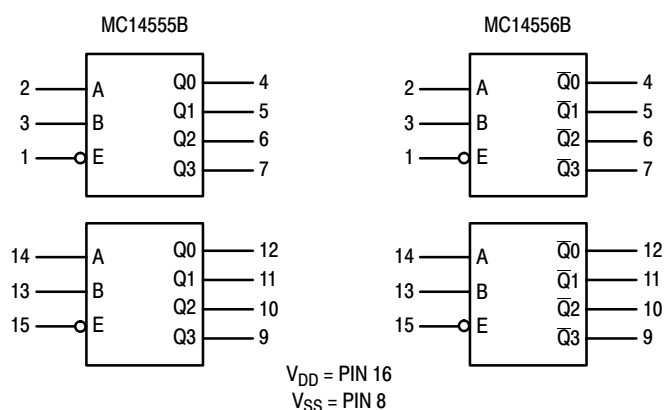 MC14555B
2 A Q0 4
3 B Q1 5
1 E Q2 6
Q3 7
14 A Q0 12
13 B Q1 11
15 E Q2 10
Q3 9
MC14556B
2 A Q̅0 4
3 B Q̅1 5
1 E Q̅2 6
Q̅3 7
14 A Q̅0 12
13 B Q̅1 11
15 E Q̅2 10
Q̅3 9
VDD = PIN 16
VSS = PIN 8